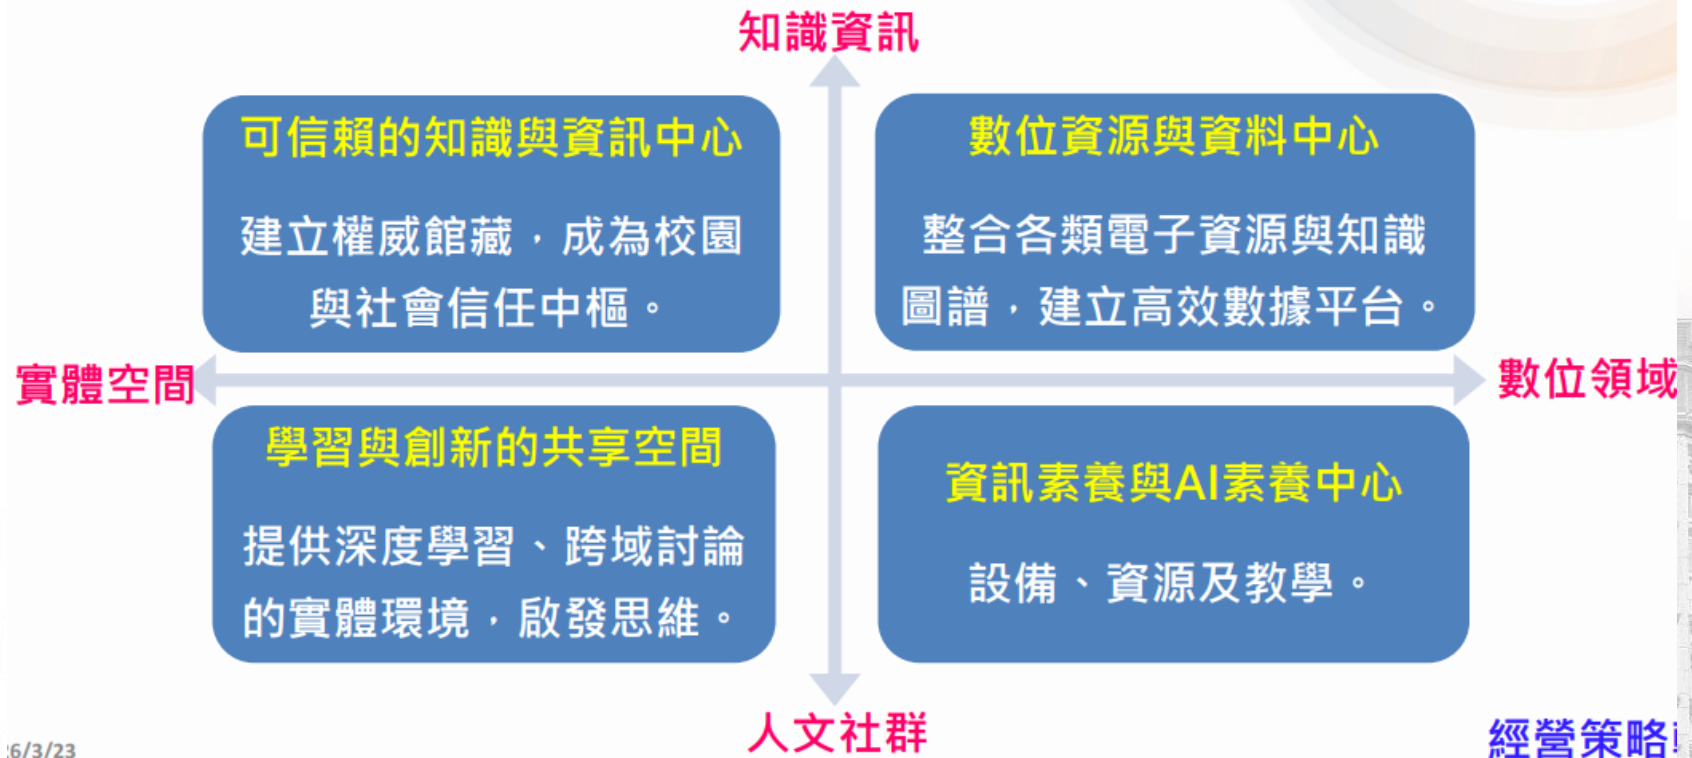 知識資訊
可信賴的知識與資訊中心
建立權威館藏，成為校園
與社會信任中樞。
數位資源與資料中心
整合各類電子資源與知識
圖譜，建立高效數據平台。
實體空間
數位領域
學習與創新的共享空間
提供深度學習、跨域討論
的實體環境，啟發思維。
資訊素養與AI素養中心
設備、資源及教學。
人文社群
6/3/23
經營策略